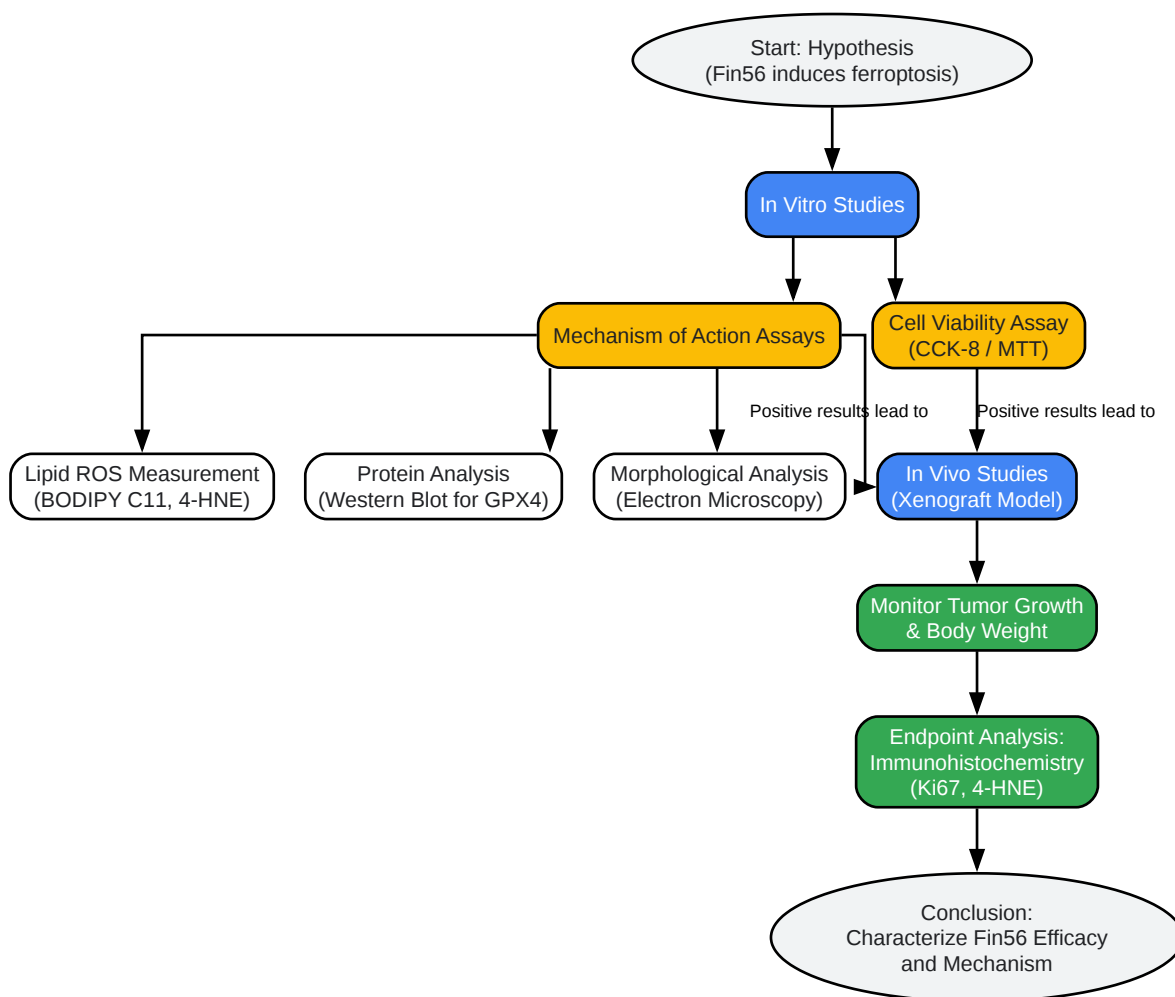 Start: Hypothesis
(Fin56 induces ferroptosis)
In Vitro Studies
Mechanism of Action Assays
Cell Viability Assay
(CCK-8 / MTT)
Positive results lead to
Positive results lead to
Lipid ROS Measurement
(BODIPY C11, 4-HNE)
Protein Analysis
(Western Blot for GPX4)
Morphological Analysis
(Electron Microscopy)
In Vivo Studies
(Xenograft Model)
Monitor Tumor Growth
& Body Weight
Endpoint Analysis:
Immunohistochemistry
(Ki67, 4-HNE)
Conclusion:
Characterize Fin56 Efficacy
and Mechanism